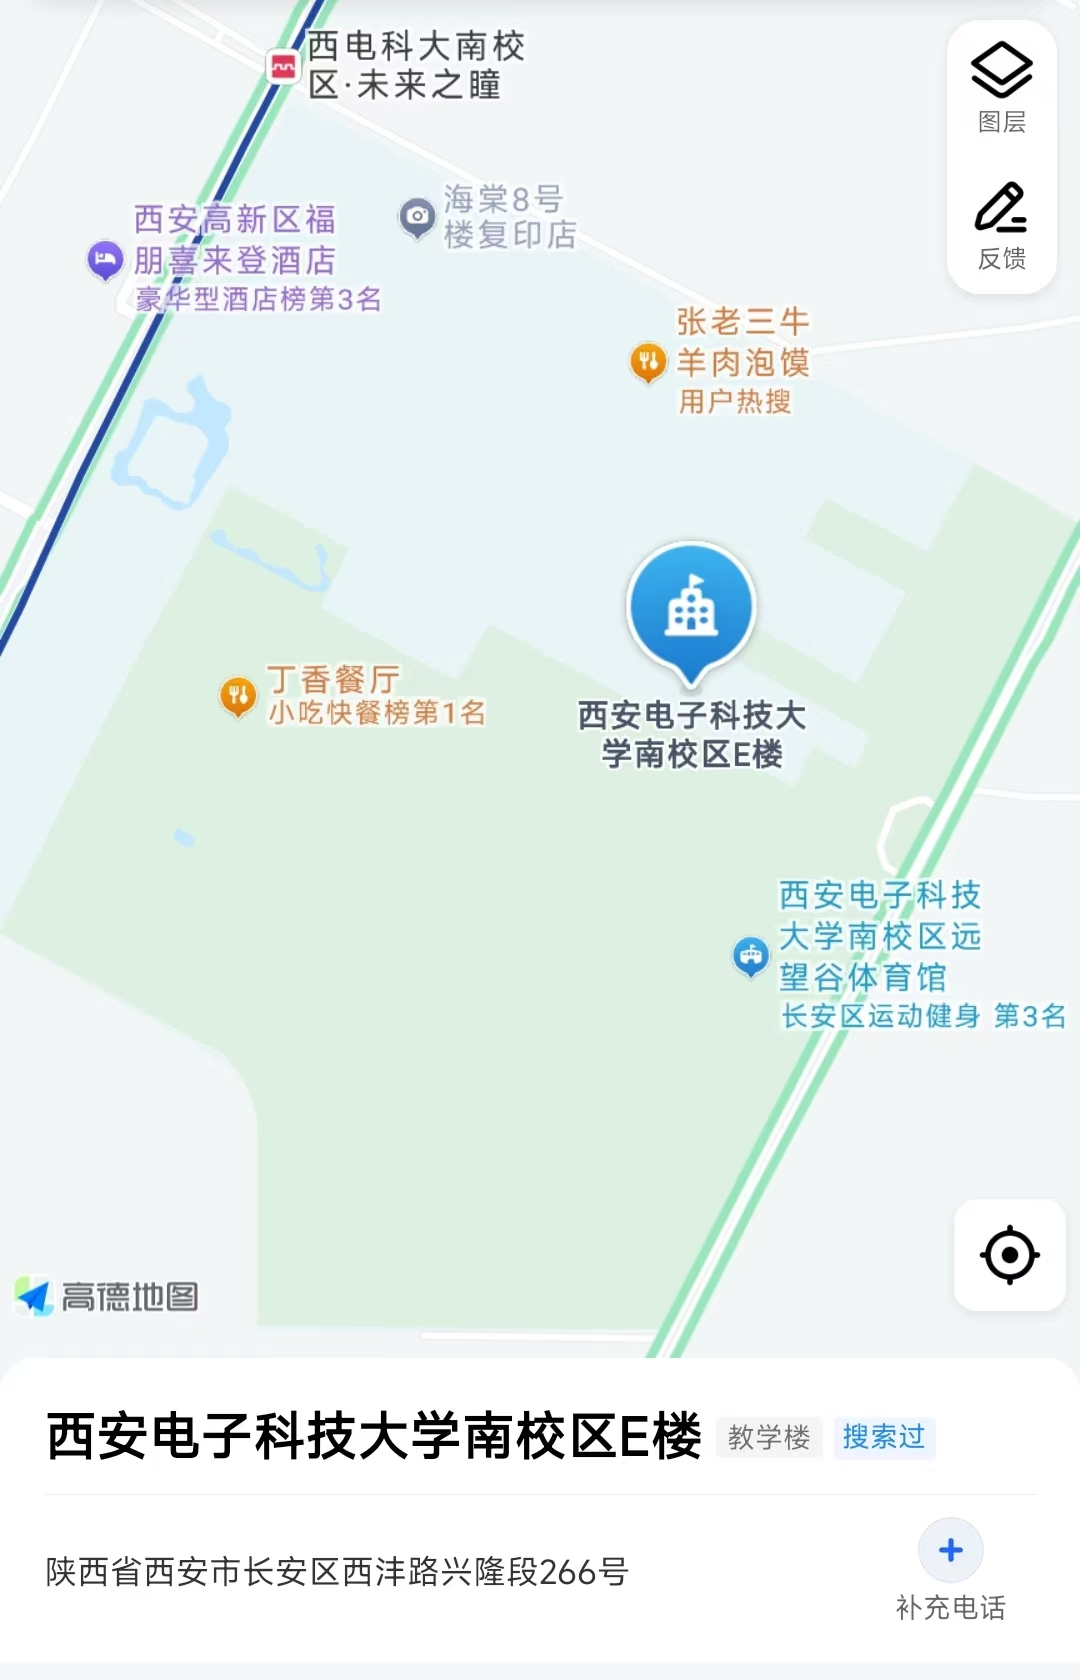 西电科大南校
区·未来之瞳
图层
海棠8号
楼复印店
西安高新区福
朋喜来登酒店
豪华型酒店榜第3名
反馈
张老三牛
羊肉泡馍
用户热搜
丁香餐厅
小吃快餐榜第1名
西安电子科技大
学南校区E楼
西安电子科技
大学南校区远
望谷体育馆
长安区运动健身 第3名
高德地图
西安电子科技大学南校区E楼 教学楼 搜索过
陕西省西安市长安区西沣路兴隆段266号
补充电话